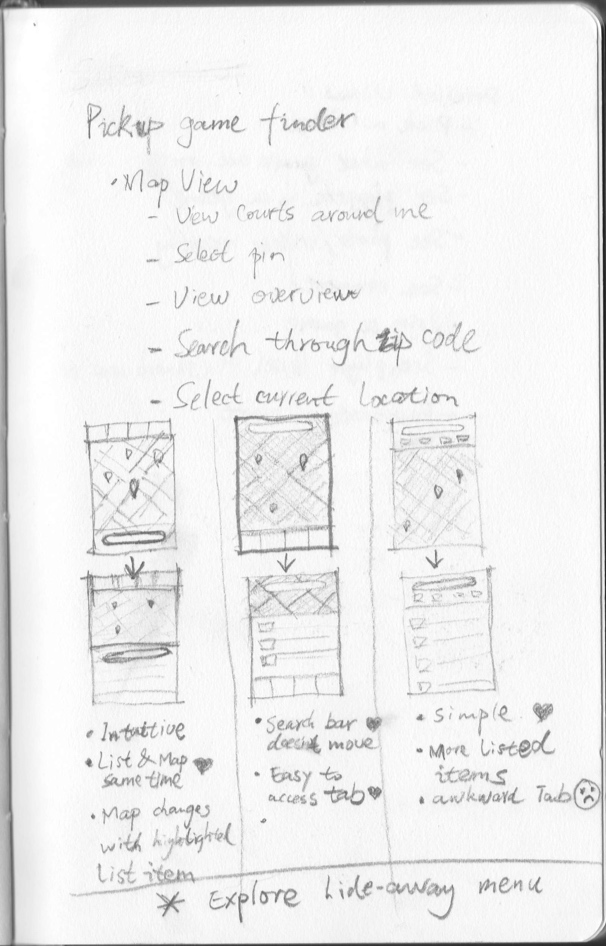 Pickup game finder
• Map View
- View Courts around me
- Select pin
- View overview
- Search through zip code
- Select current Location
• Intuitive
• List & Map
same time
• Map changes
with highlighted
List item
• Search bar
doesn't move
• Easy to
access tab
•
• simple
• More Listed
items
• awkward Tab
* Explore hide-away menu